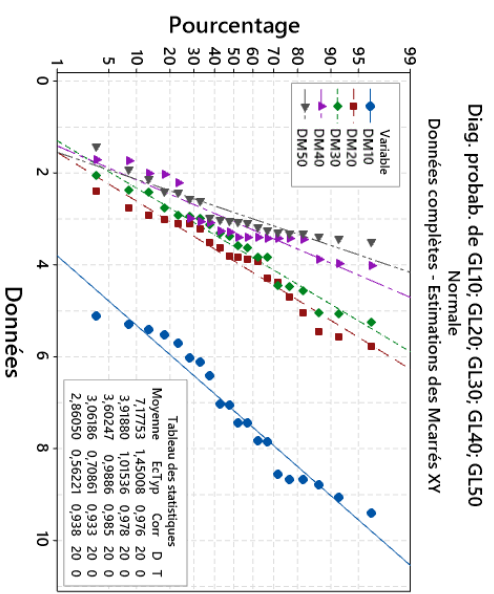 Diag. probab. de GL10; GL20; GL30; GL40; GL50
Normale
Données complètes - Estimations des Mcarrés XY
Pourcentage
99
95
90
80
70
60
50
40
30
20
10
5
1
0
2
4
6
8
10
Données
Variable
DM10
DM20
DM30
DM40
DM50
Tableau des statistiques
Moyenne EcTyp Corr D T
7,17753 1,45008 0,976 20 0
3,91880 1,01536 0,978 20 0
3,60247 0,9886 0,985 20 0
3,06186 0,70861 0,933 20 0
2,86050 0,56221 0,938 20 0